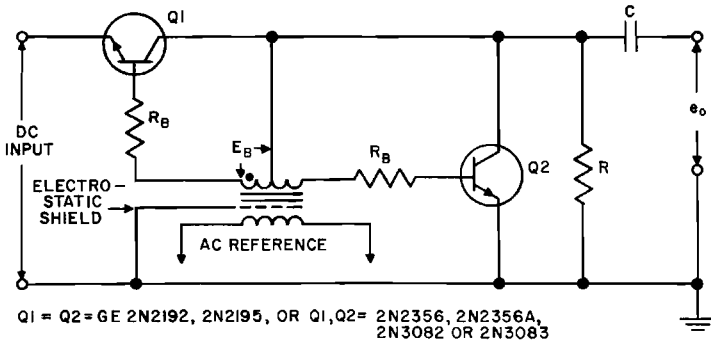 Q1
C
R_B
DC
INPUT
E_B
R_B
Q2
R
e_o
ELECTRO-
STATIC
SHIELD
AC REFERENCE
Q1 = Q2 = GE 2N2192, 2N2195, OR Q1,Q2= 2N2356, 2N2356A,
2N3082 OR 2N3083